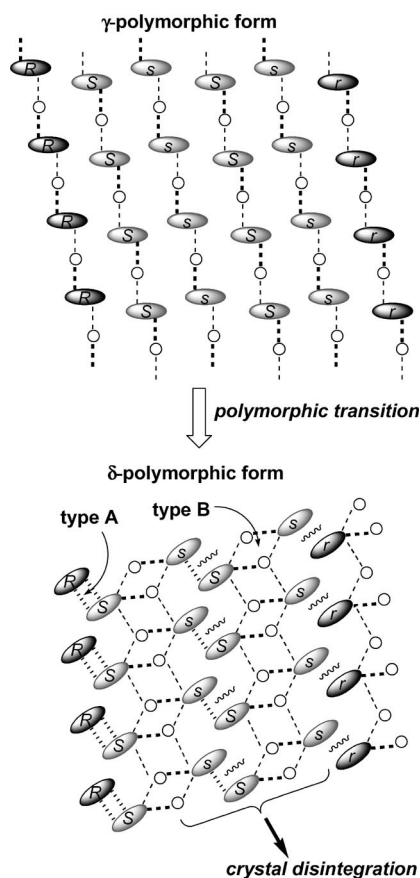 γ-polymorphic form
R S s S s r
R S s S s r
R S s S s r
R S s S s r
polymorphic transition
δ-polymorphic form
type A
type B
R S s S s r
R S s S s r
R S s S s r
R S s S s r
crystal disintegration